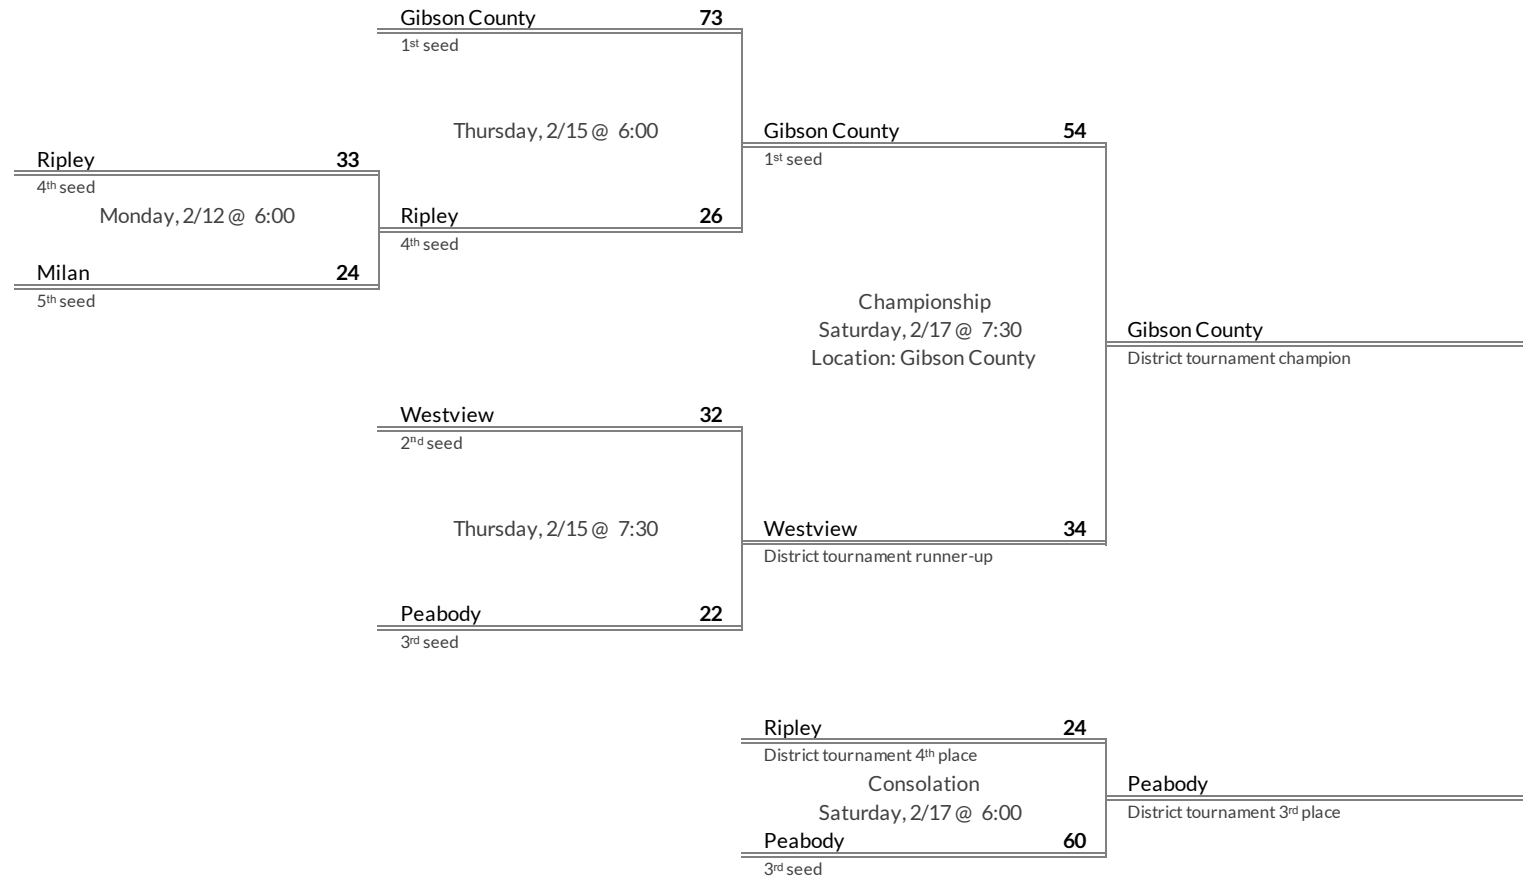 Gibson County 73
1st seed
Thursday, 2/15 @ 6:00
Gibson County 54
1st seed
Ripley 33
4th seed
Monday, 2/12 @ 6:00
Ripley 26
4th seed
Milan 24
5th seed
Championship
Saturday, 2/17 @ 7:30
Location: Gibson County
Gibson County
District tournament champion
Westview 32
2nd seed
Thursday, 2/15 @ 7:30
Westview 34
District tournament runner-up
Peabody 22
3rd seed
Ripley 24
District tournament 4th place
Consolation
Saturday, 2/17 @ 6:00
Peabody
District tournament 3rd place
Peabody 60
3rd seed